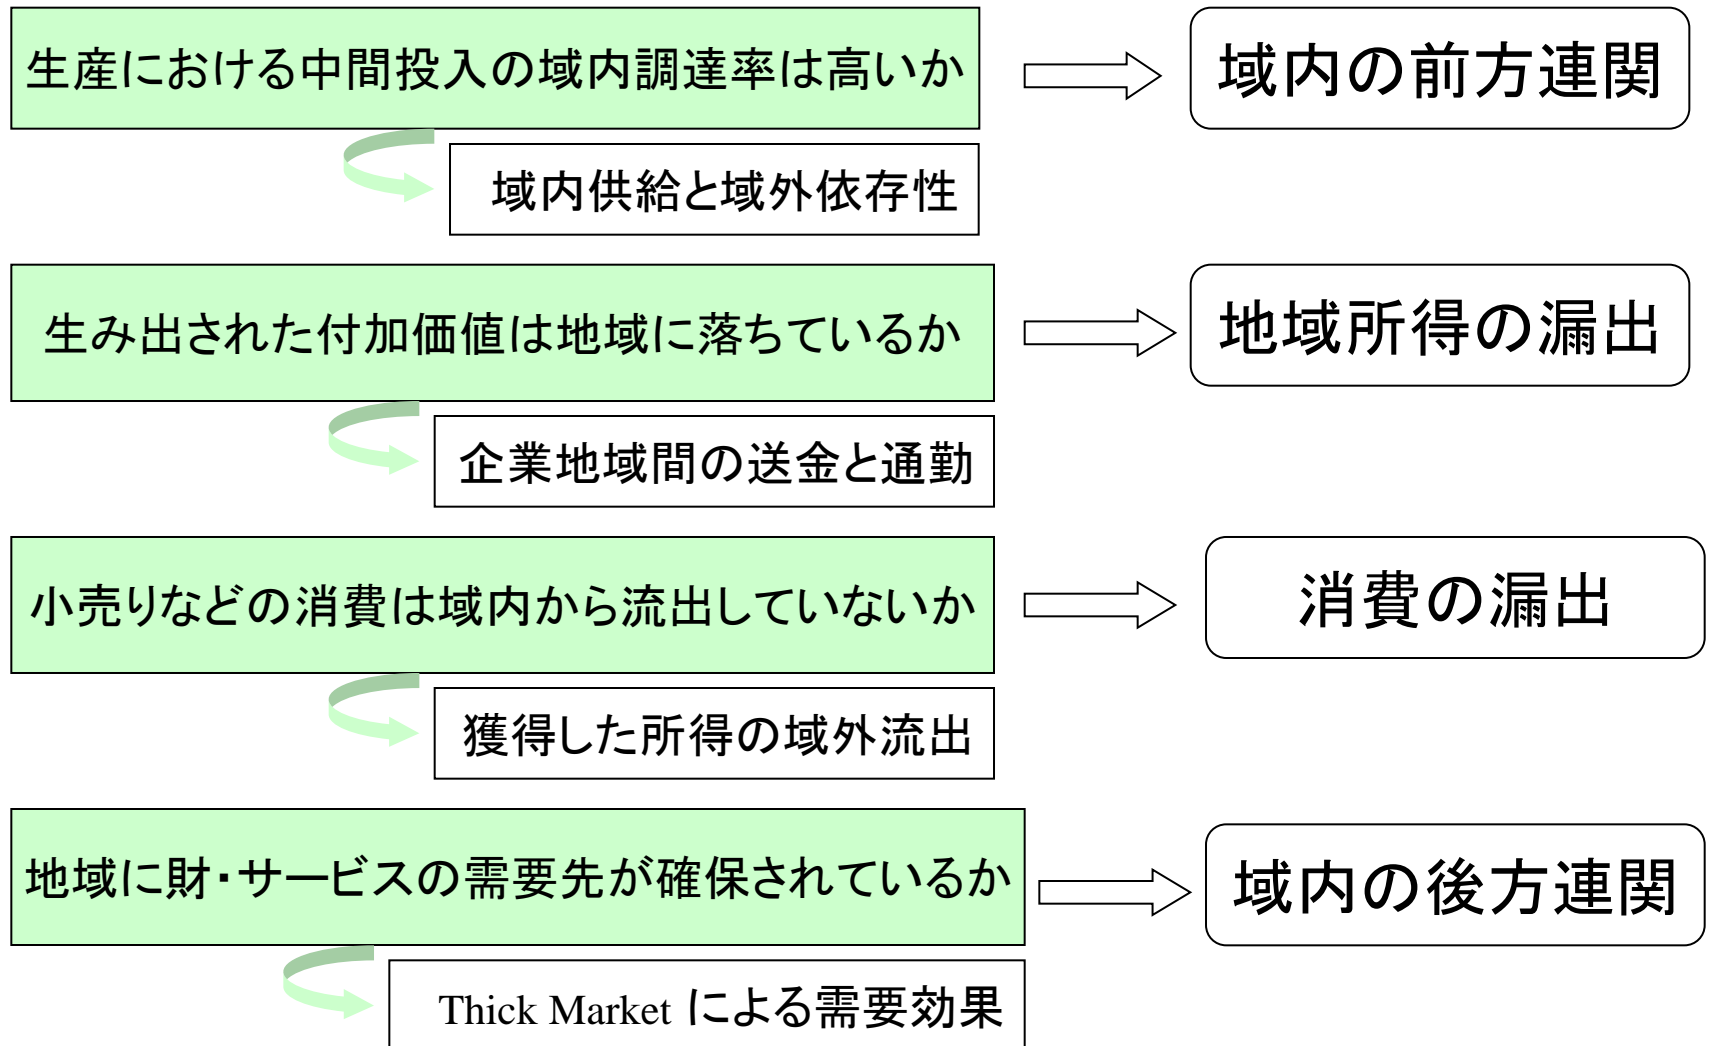 生産における中間投入の域内調達率は高いか
域内の前方連関
域内供給と域外依存性
生み出された付加価値は地域に落ちているか
地域所得の漏出
企業地域間の送金と通勤
小売りなどの消費は域内から流出していないか
消費の漏出
獲得した所得の域外流出
地域に財・サービスの需要先が確保されているか
域内の後方連関
Thick Market による需要効果